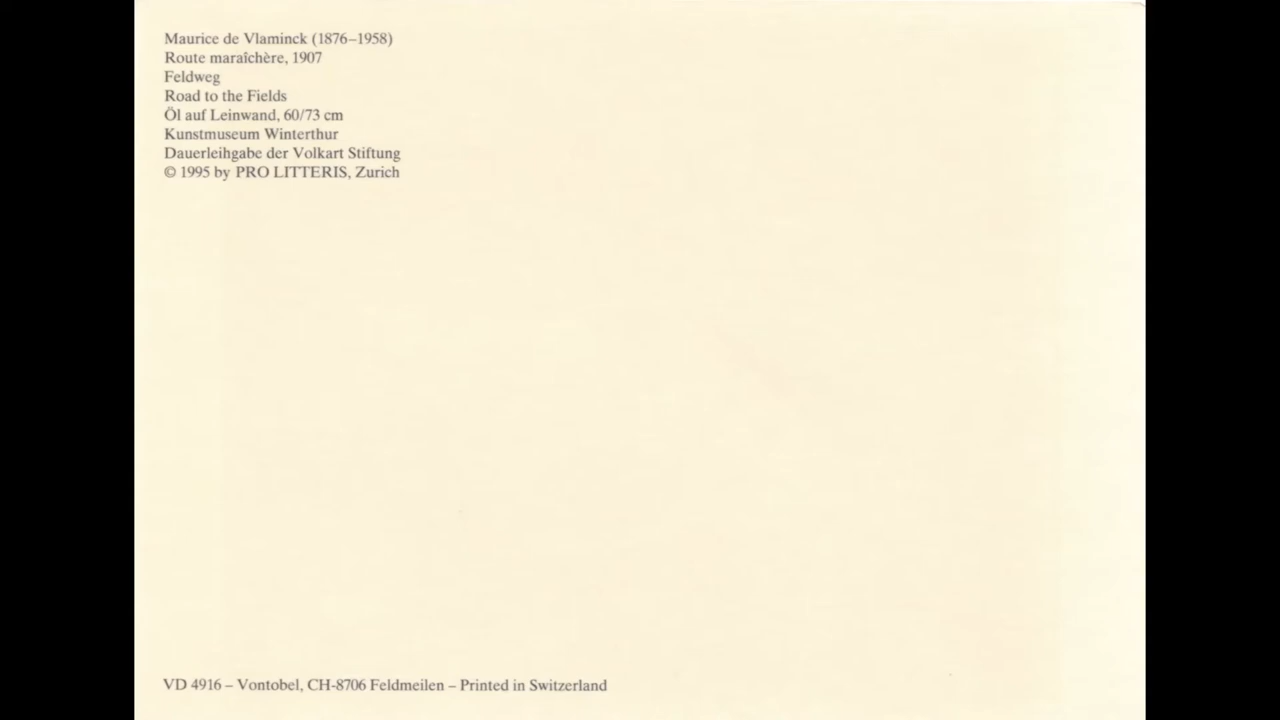 Maurice de Vlaminck (1876–1958)
Route maraîchère, 1907
Feldweg
Road to the Fields
Öl auf Leinwand, 60/73 cm
Kunstmuseum Winterthur
Dauerleihgabe der Volkart Stiftung
© 1995 by PRO LITTERIS, Zurich
VD 4916 – Vontobel, CH-8706 Feldmeilen – Printed in Switzerland